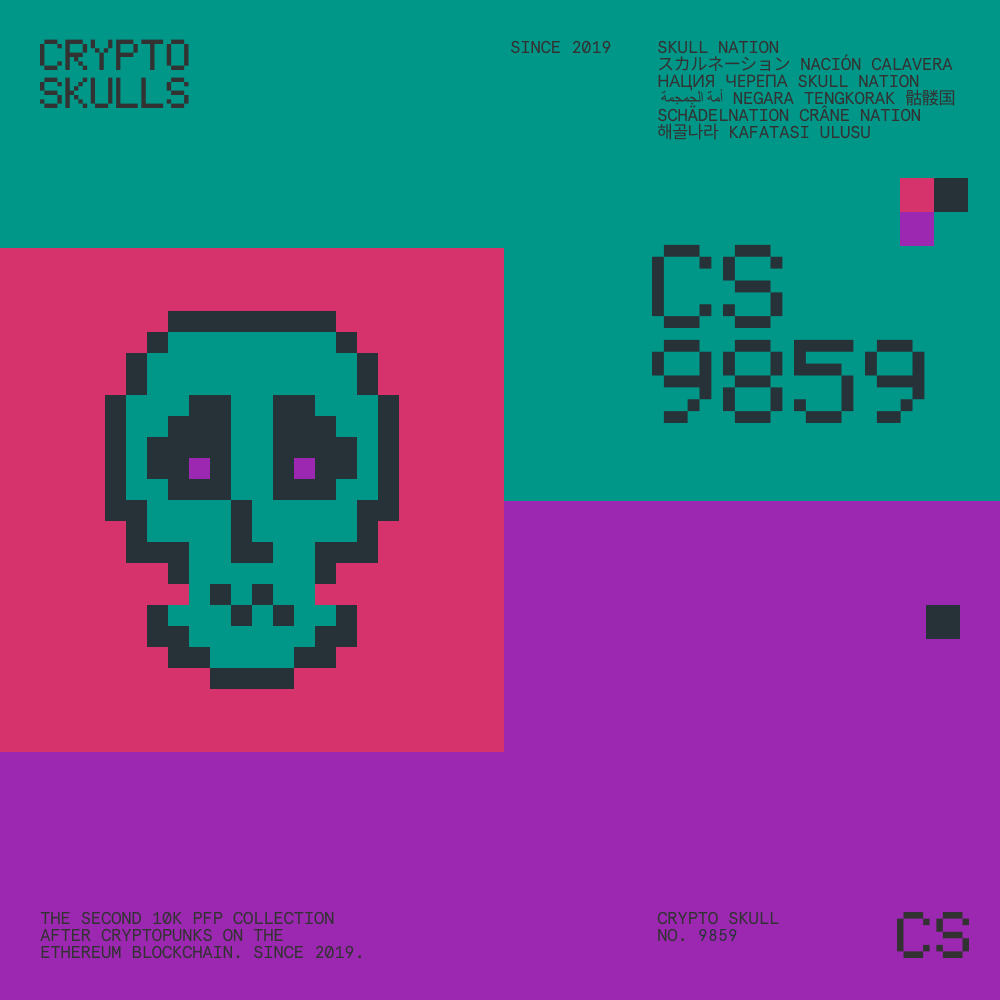 CRYPTO
SKULLS
SINCE 2019
SKULL NATION
スカルネーション NACIÓN CALAVERA
НАЦИЯ ЧЕРЕПА SKULL NATION
أمة الجمجمة NEGARA TENGKORAK 骷髅国
SCHÄDELNATION CRÂNE NATION
해골나라 KAFATASI ULUSU
CS
9859
THE SECOND 10K PFP COLLECTION
AFTER CRYPTOPUNKS ON THE
ETHEREUM BLOCKCHAIN. SINCE 2019.
CRYPTO SKULL
NO. 9859
CS